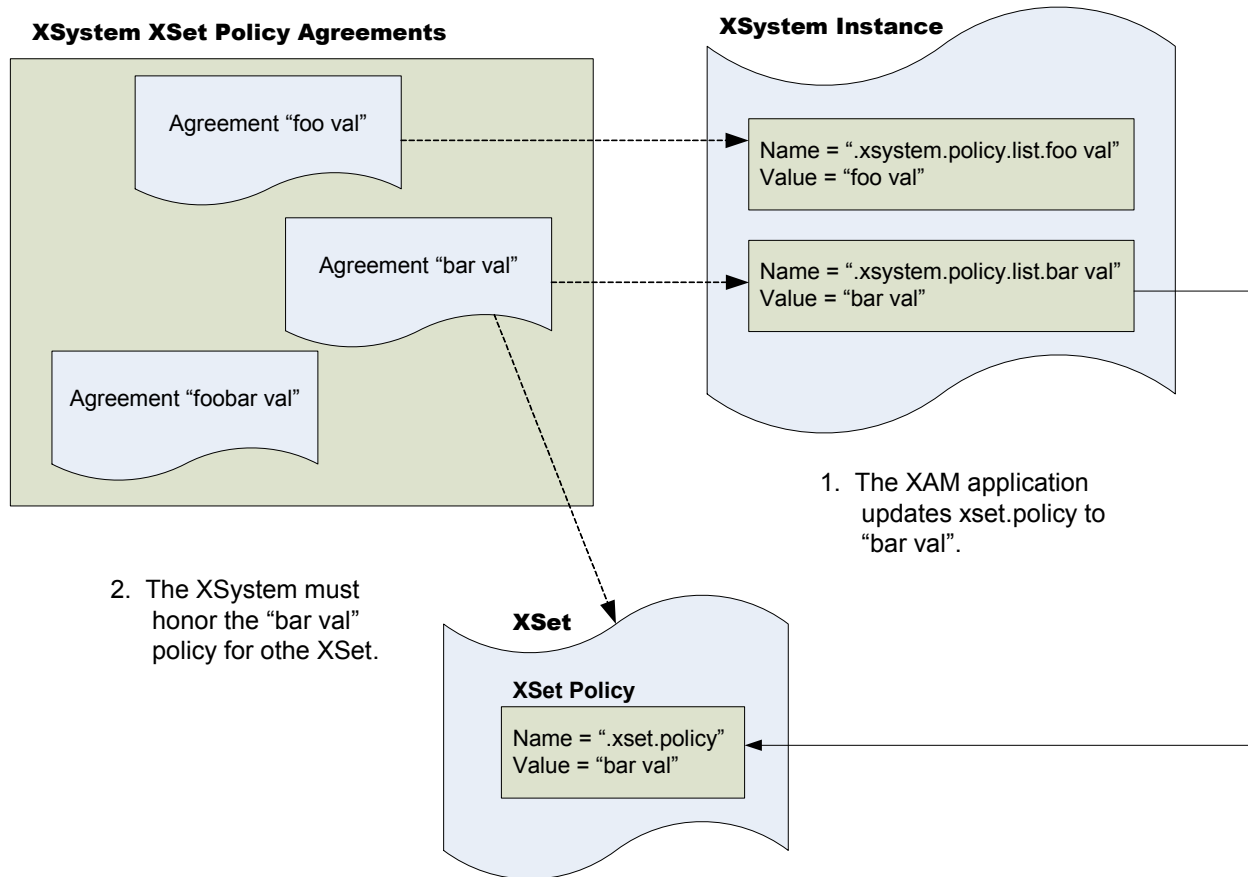 XSystem XSet Policy Agreements
Agreement “foo val”
Agreement “bar val”
Agreement “foobar val”
XSystem Instance
Name = “.xsystem.policy.list.foo val”
Value = “foo val”
Name = “.xsystem.policy.list.bar val”
Value = “bar val”
1. The XAM application
updates xset.policy to
“bar val”.
2. The XSystem must
honor the “bar val”
policy for othe XSet.
XSet
XSet Policy
Name = “.xset.policy”
Value = “bar val”